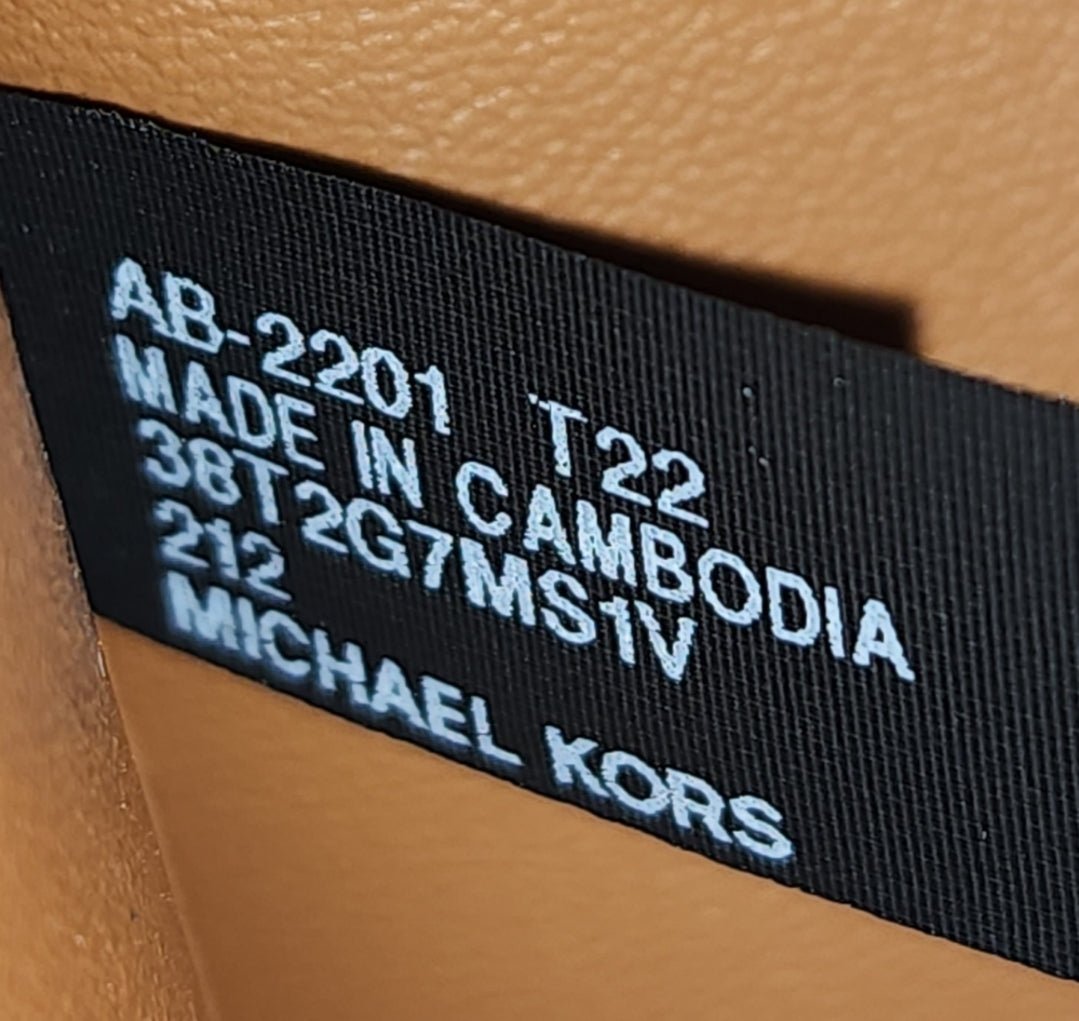 AB-2201 T22
MADE IN CAMBODIA
38T2G7MS1V
212
MICHAEL KORS